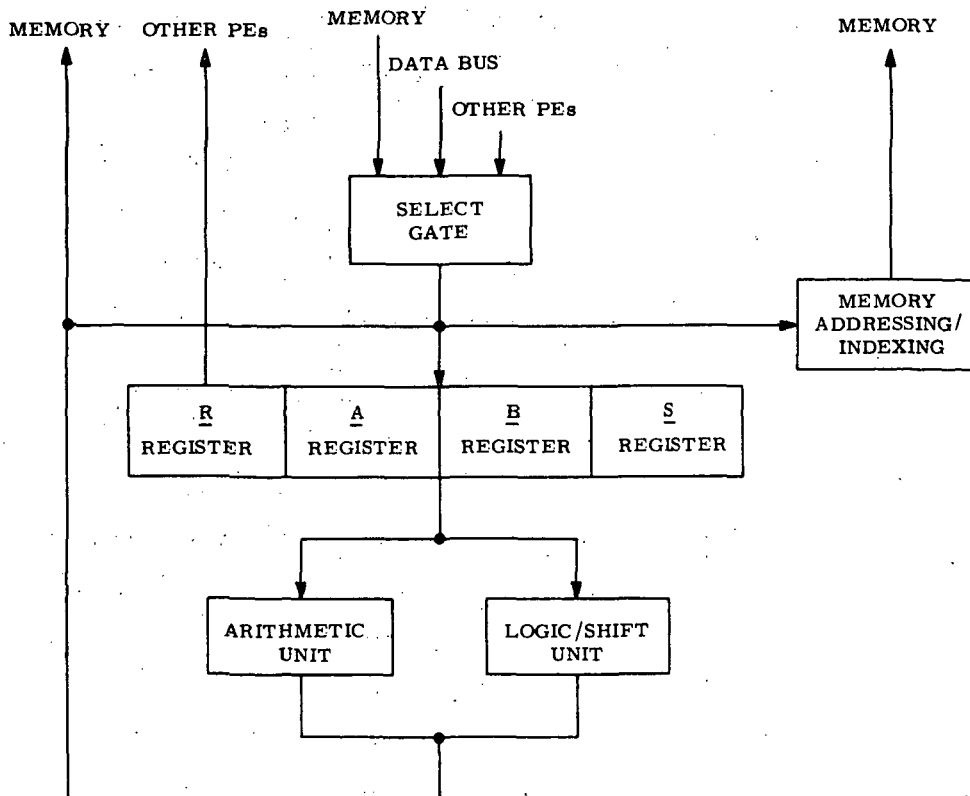 MEMORY
OTHER PEs
MEMORY
MEMORY
DATA BUS
OTHER PEs
SELECT
GATE
MEMORY
ADDRESSING/
INDEXING
R
REGISTER
A
REGISTER
B
REGISTER
S
REGISTER
ARITHMETIC
UNIT
LOGIC/SHIFT
UNIT